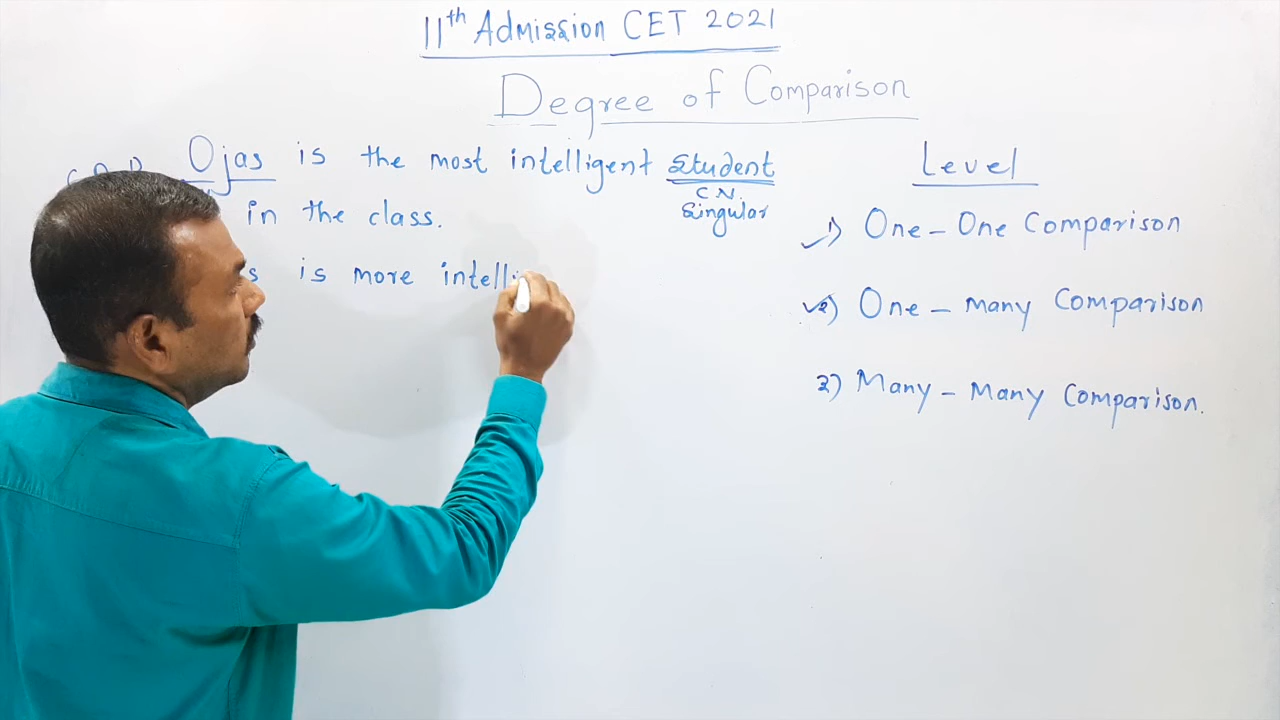 11th Admission CET 2021
Degree of Comparison
Ojas is the most intelligent student
C.N.
Singular
in the class.
s is more intelli
Level
1) One - One Comparison
2) One - many Comparison
3) Many - Many Comparison.